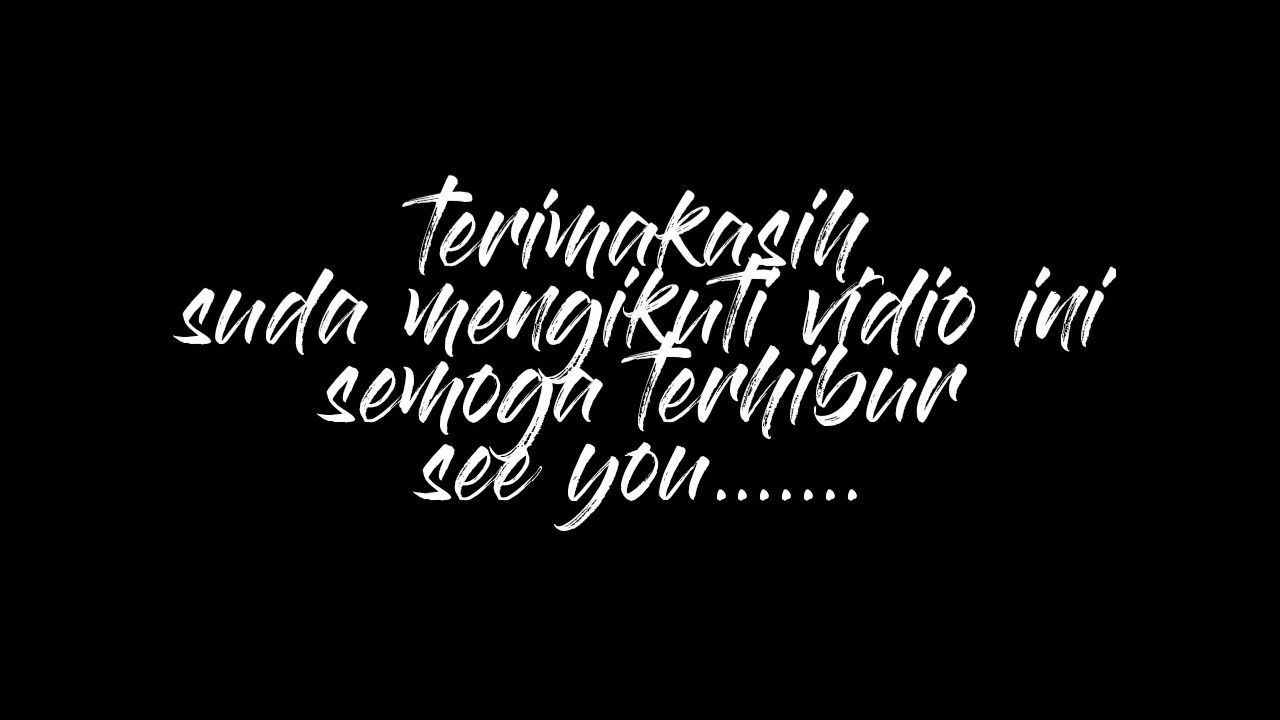 terimakasih
suda mengikuti vidio ini
semoga terhibur
see you.......